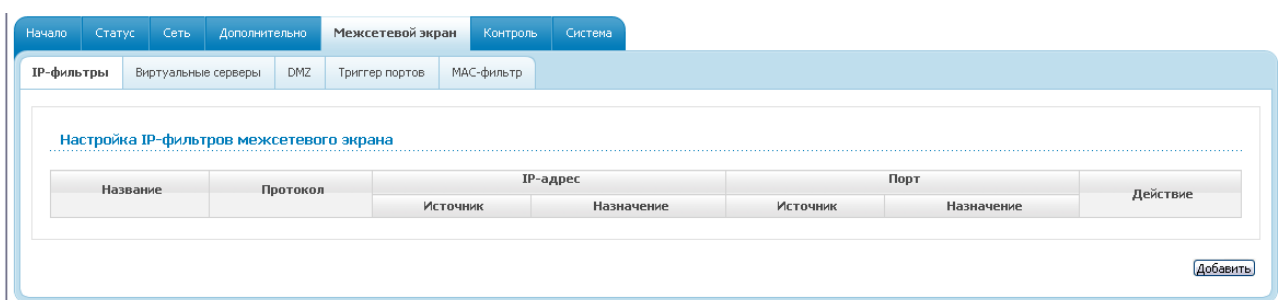 Начало Статус Сеть Дополнительно Межсетевой экран Контроль Система
IP-фильтры Виртуальные серверы DMZ Триггер портов MAC-фильтр
Настройка IP-фильтров межсетевого экрана
Название Протокол IP-адрес Порт Действие
Источник Назначение Источник Назначение
Добавить